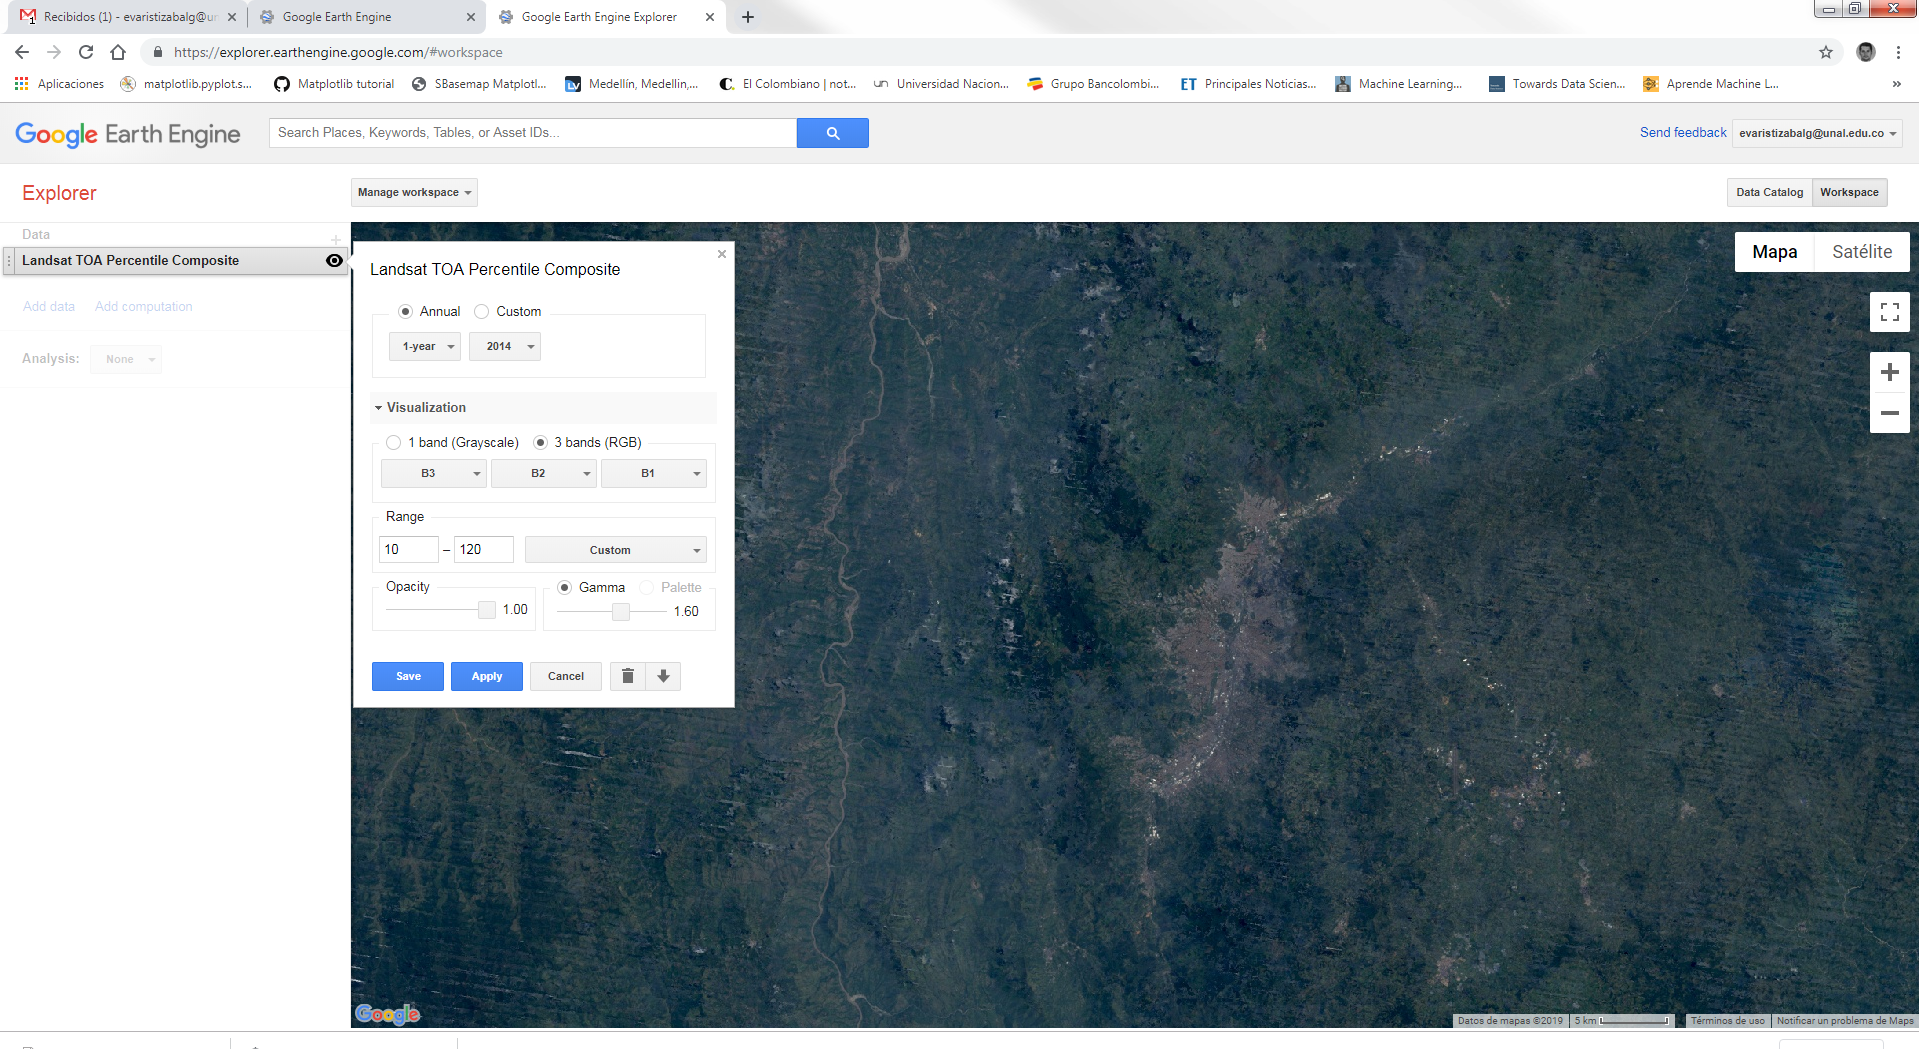 Recibidos (1) - evaristizabalg@un
Google Earth Engine
Google Earth Engine Explorer
https://explorer.earthengine.google.com/#workspace
Aplicaciones
matplotlib.pyplot.s...
Matplotlib tutorial
SBasemap Matplotl...
Medellín, Medellin,...
El Colombiano | not...
Universidad Nacion...
Grupo Bancolombi...
ET Principales Noticias...
Machine Learning...
Towards Data Scien...
Aprende Machine L...
»
Google Earth Engine
Search Places, Keywords, Tables, or Asset IDs...
Send feedback
evaristizabalg@unal.edu.co
Explorer
Manage workspace
Data Catalog
Workspace
Data
Landsat TOA Percentile Composite
Add data Add computation
Analysis: None
Landsat TOA Percentile Composite
Annual Custom
1-year 2014
Visualization
1 band (Grayscale) 3 bands (RGB)
B3 B2 B1
Range
10 – 120 Custom
Opacity Gamma Palette
1.00 1.60
Save Apply Cancel
Mapa Satélite
Google
Datos de mapas ©2019 5 km Términos de uso Notificar un problema de Maps